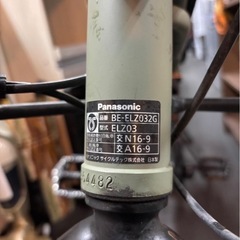 Panasonic
品番 BE-ELZ032G
型式 ELZ03
交 N16-9
交 A16-9
パナソニック サイクルテック株式会社 日本製
4482